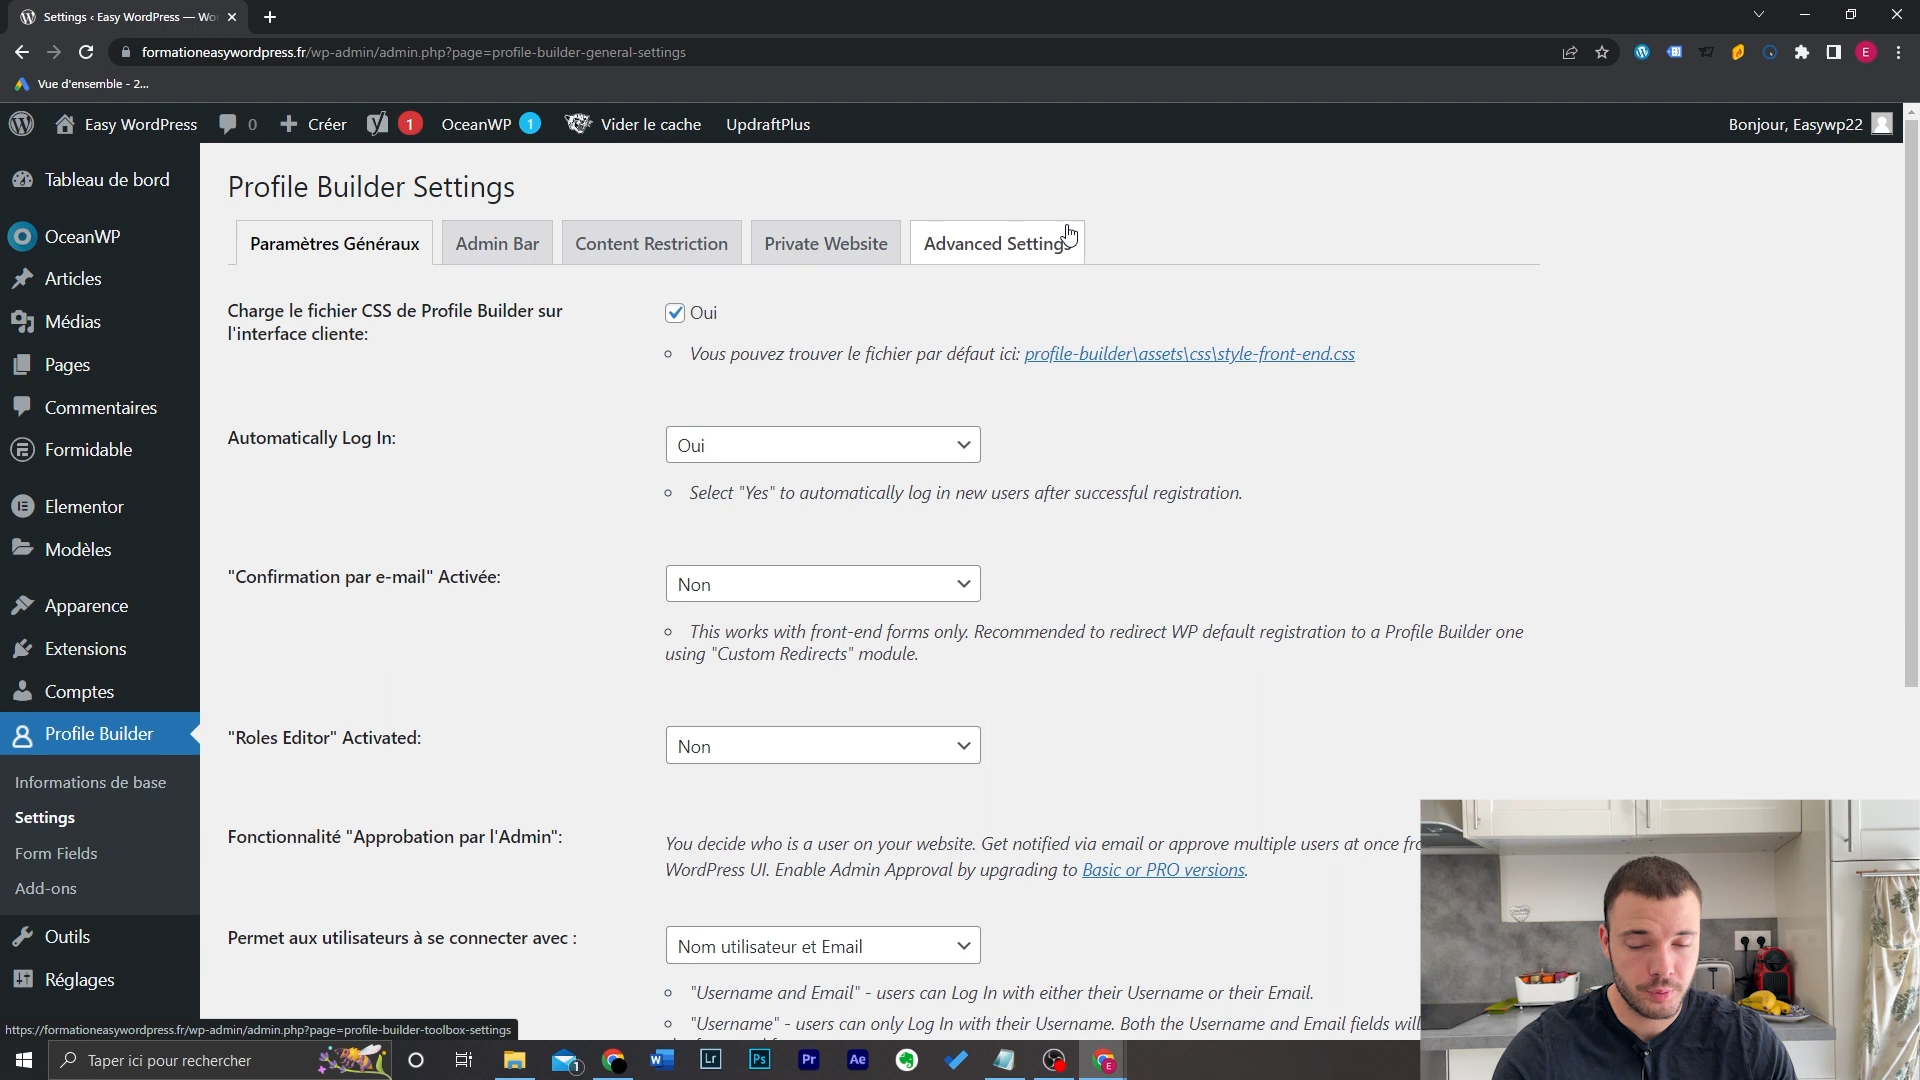 Settings ‹ Easy WordPress — Wo
formationeasywordpress.fr/wp-admin/admin.php?page=profile-builder-general-settings
E
Vue d'ensemble - 2...
Easy WordPress
0
Créer
1
OceanWP
1
Vider le cache
UpdraftPlus
Bonjour, Easywp22
Tableau de bord
OceanWP
Articles
Médias
Pages
Commentaires
Formidable
Elementor
Modèles
Apparence
Extensions
Comptes
Profile Builder
Informations de base
Settings
Form Fields
Add-ons
Outils
Réglages
Profile Builder Settings
Paramètres Généraux
Admin Bar
Content Restriction
Private Website
Advanced Settings
Charge le fichier CSS de Profile Builder sur
l'interface cliente:
Oui
Vous pouvez trouver le fichier par défaut ici: profile-builder\assets\css\style-front-end.css
Automatically Log In:
Oui
Select "Yes" to automatically log in new users after successful registration.
"Confirmation par e-mail" Activée:
Non
This works with front-end forms only. Recommended to redirect WP default registration to a Profile Builder one
using "Custom Redirects" module.
"Roles Editor" Activated:
Non
Fonctionnalité "Approbation par l'Admin":
You decide who is a user on your website. Get notified via email or approve multiple users at once fro
WordPress UI. Enable Admin Approval by upgrading to Basic or PRO versions.
Permet aux utilisateurs à se connecter avec :
Nom utilisateur et Email
"Username and Email" - users can Log In with either their Username or their Email.
"Username" - users can only Log In with their Username. Both the Username and Email fields will
https://formationeasywordpress.fr/wp-admin/admin.php?page=profile-builder-toolbox-settings
Taper ici pour rechercher
1
W
Lr
Ps
Pr
Ae
E